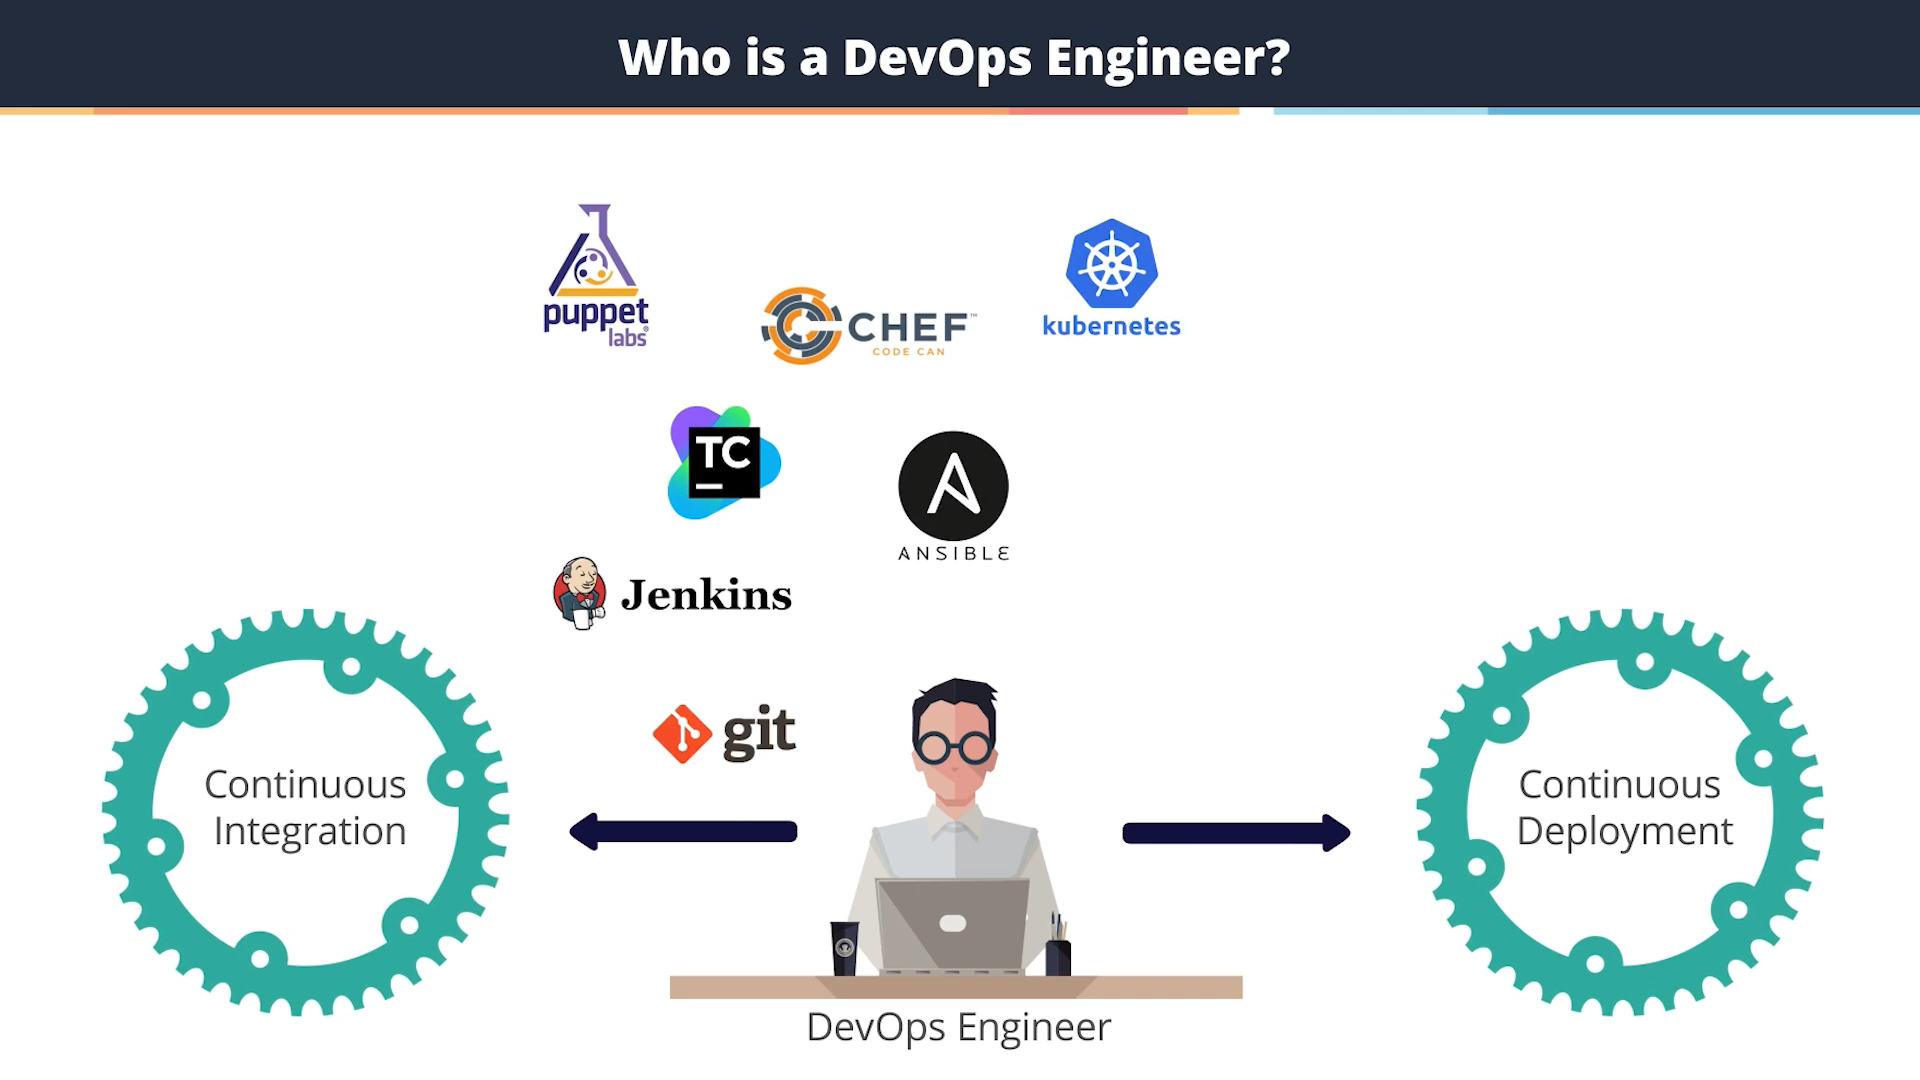 Who is a DevOps Engineer?
puppet
labs®
CHEF™
CODE CAN
kubernetes
TC
ANSIBLE
Jenkins
git
Continuous
Integration
Continuous
Deployment
DevOps Engineer